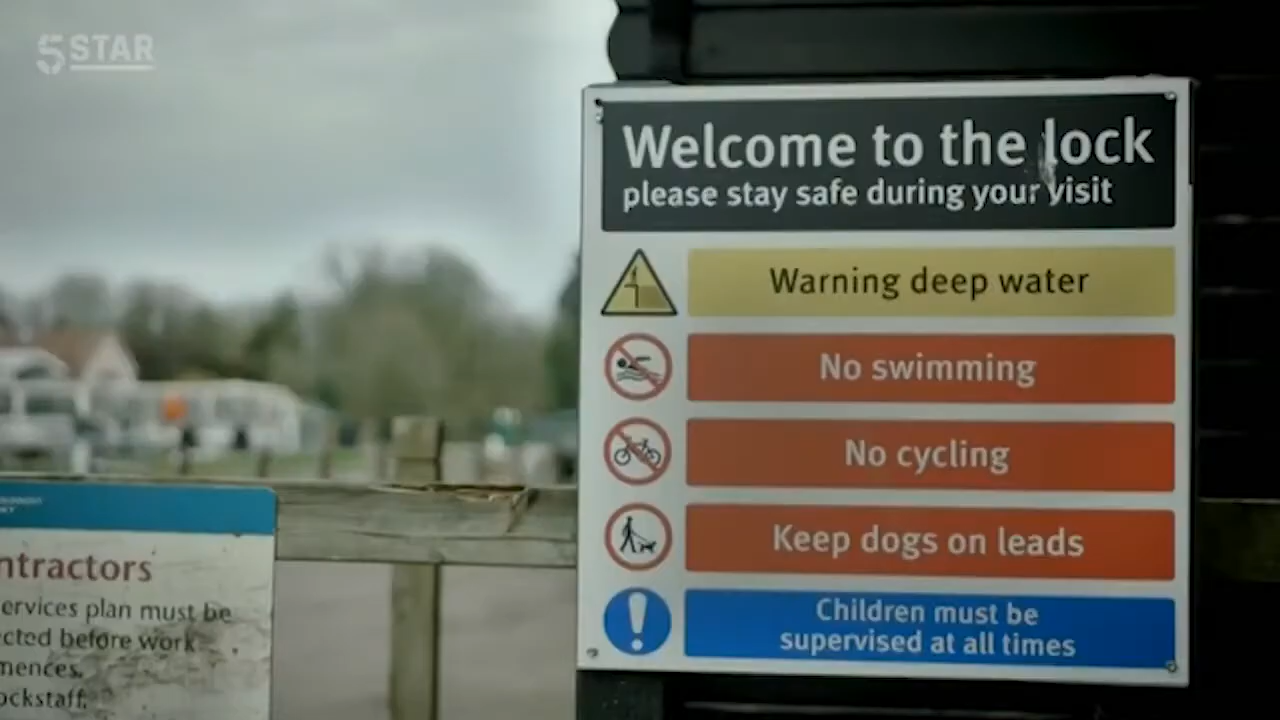 5STAR
Welcome to the lock
please stay safe during your visit
Warning deep water
No swimming
No cycling
Keep dogs on leads
Children must be
supervised at all times
ntractors
ervices plan must be
cted before work
mences.
ockstaff.